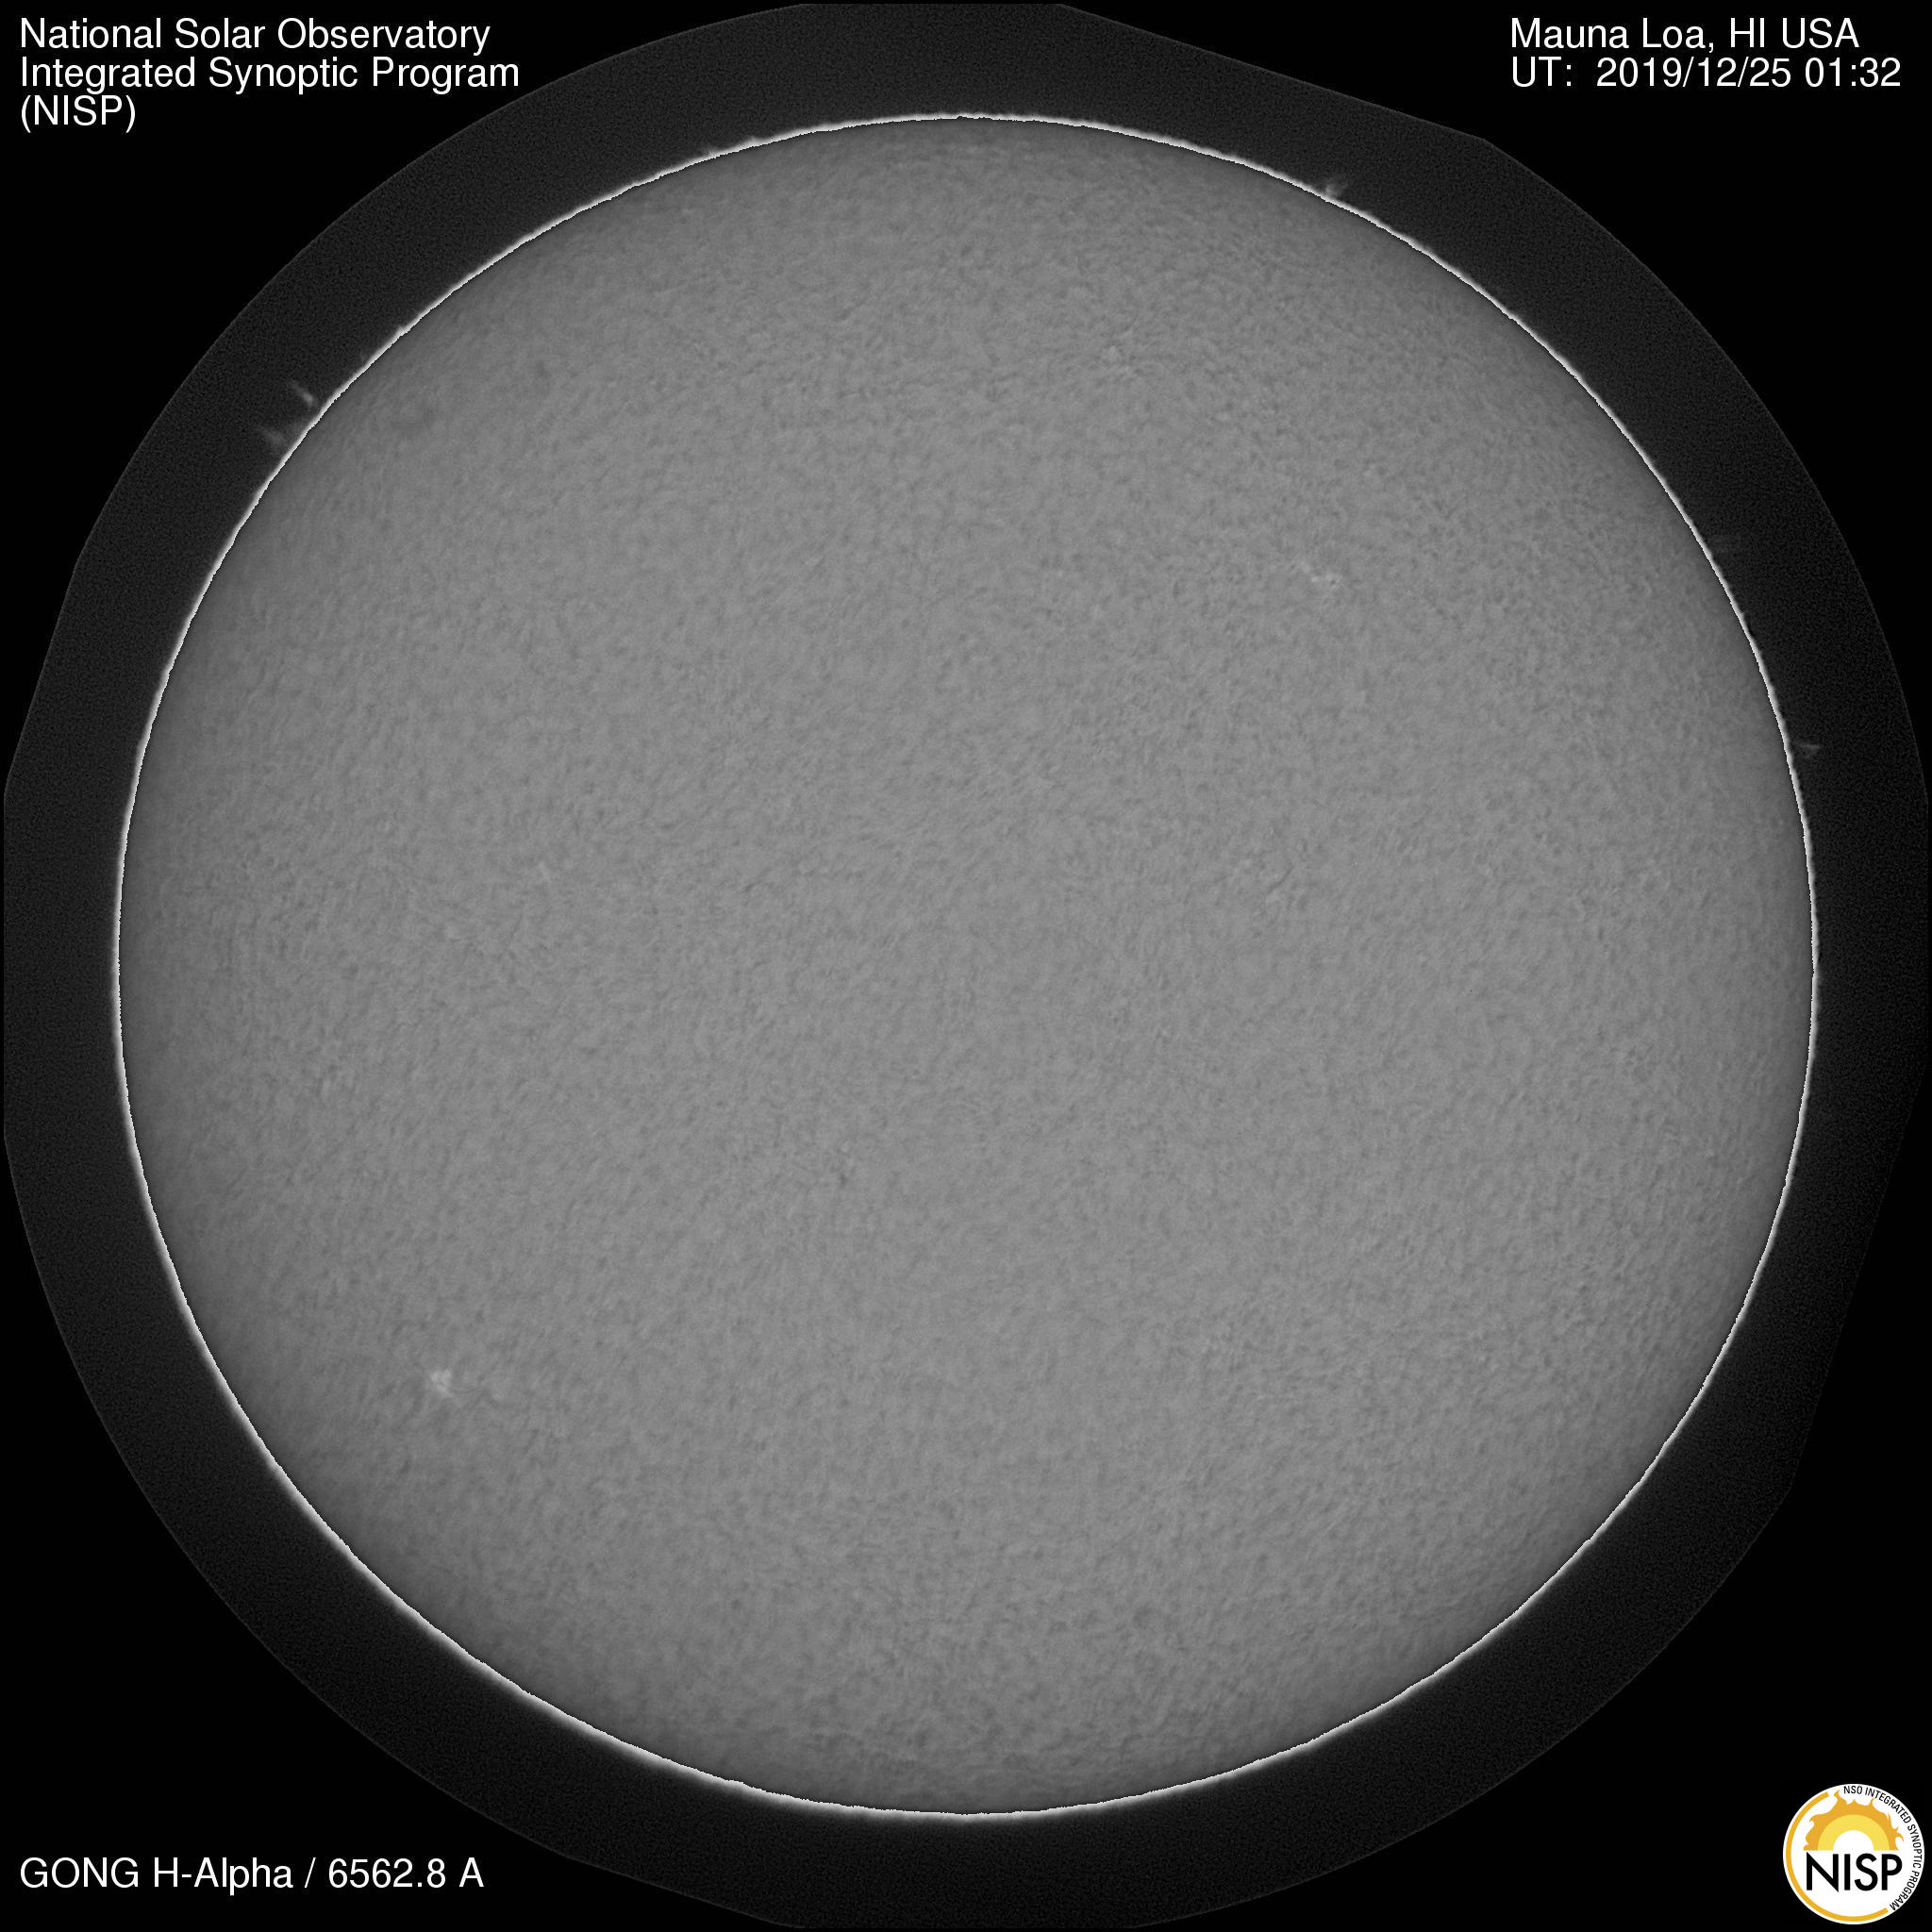 National Solar Observatory
Integrated Synoptic Program
(NISP)
Mauna Loa, HI USA
UT: 2019/12/25 01:32
GONG H-Alpha / 6562.8 A
NSO INTEGRATED SYNOPTIC PROGRAM
NISP